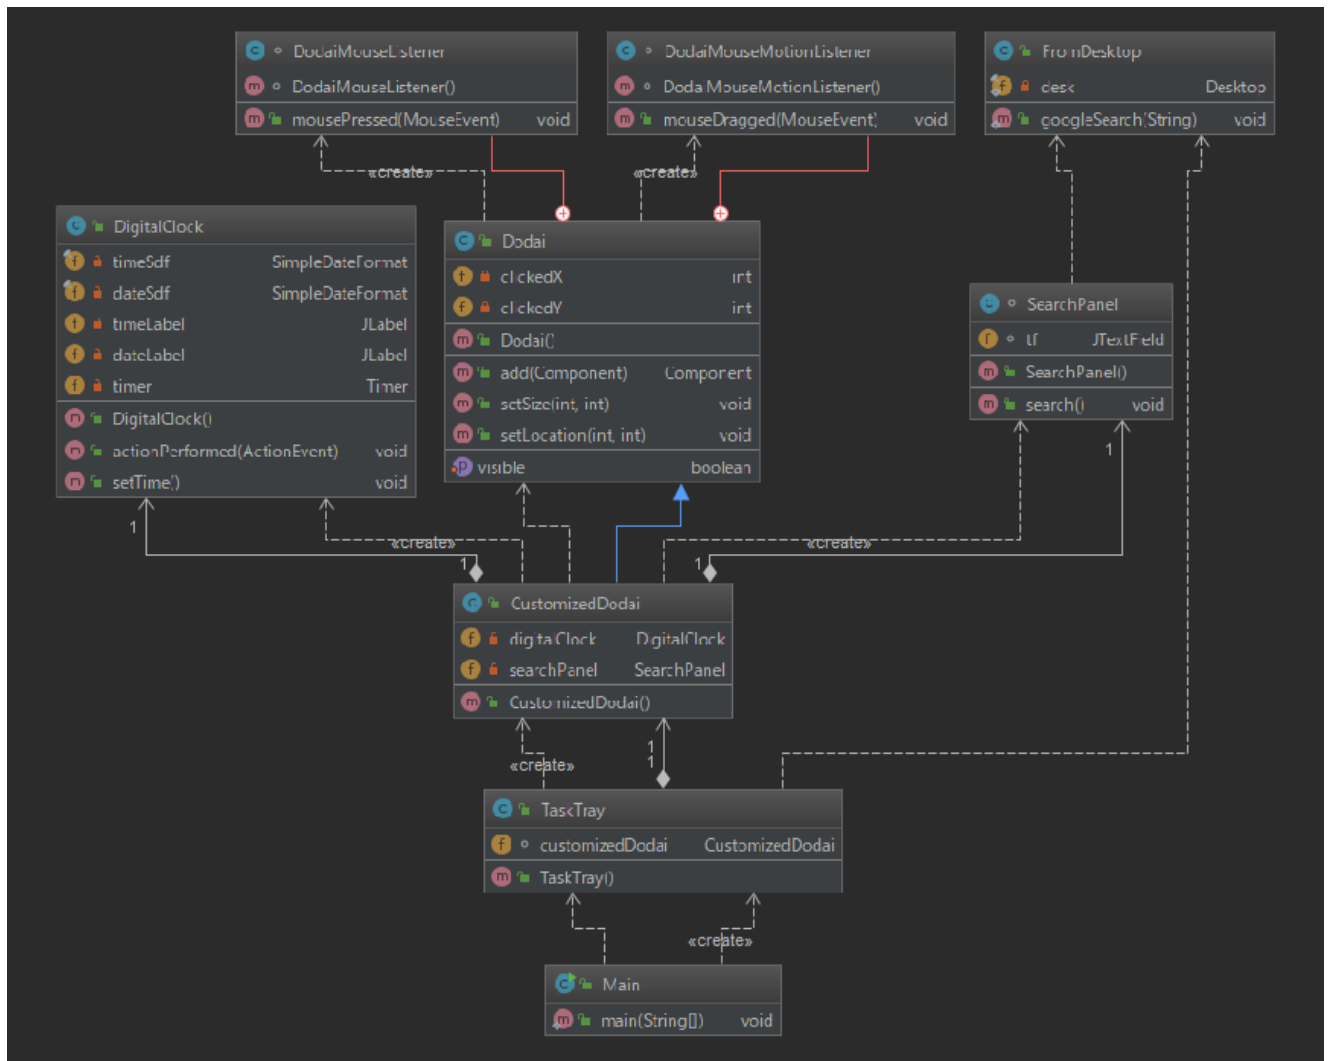 DodaiMouseListener
DodaiMouseListener()
mousePressed(MouseEvent) void
DodaiMouseMotionListener
DodaiMouseMotionListener()
mouseDragged(MouseEvent) void
FromDesktop
desk Desktop
googleSearch(String) void
«create»
«create»
DigitalClock
timeSdf SimpleDateFormat
dateSdf SimpleDateFormat
timeLabel JLabel
dateLabel JLabel
timer Timer
DigitalClock()
actionPerformed(ActionEvent) void
setTime() void
Dodai
clickedX int
clickedY int
Dodai()
add(Component) Component
setSize(int, int) void
setLocation(int, int) void
visible boolean
SearchPanel
tf JTextField
SearchPanel()
search() void
1
1
«create»
«create»
1
1
CustomizedDodai
digitalClock DigitalClock
searchPanel SearchPanel
CustomizedDodai()
1
1
«create»
TaskTray
customizedDodai CustomizedDodai
TaskTray()
«create»
Main
main(String[]) void